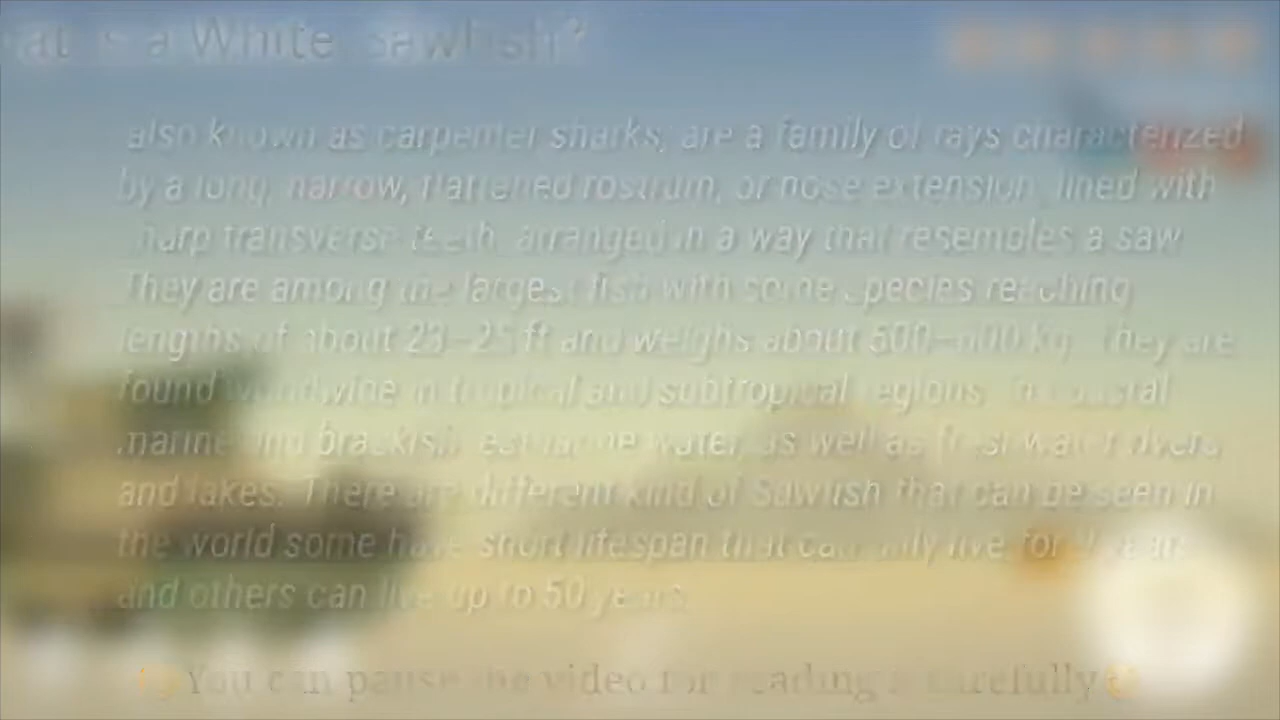 at is a White Sawfish?
also known as carpenter sharks, are a family of rays characterized
by a long, narrow, flattened rostrum, or nose extension, lined with
sharp transverse teeth, arranged in a way that resembles a saw
They are among the largest fish with some species reaching
lengths of about 23–25 ft and weighs about 500–600 kg. They are
found in tropical and subtropical regions in coastal
marine and brackish estuarine water, as well as freshwater rivers
and lakes. There are different kind of Sawfish that can be seen in
the world some have short lifespan that can only live for years
and others can live up to 50 years.
You can pause the video for reading it carefully